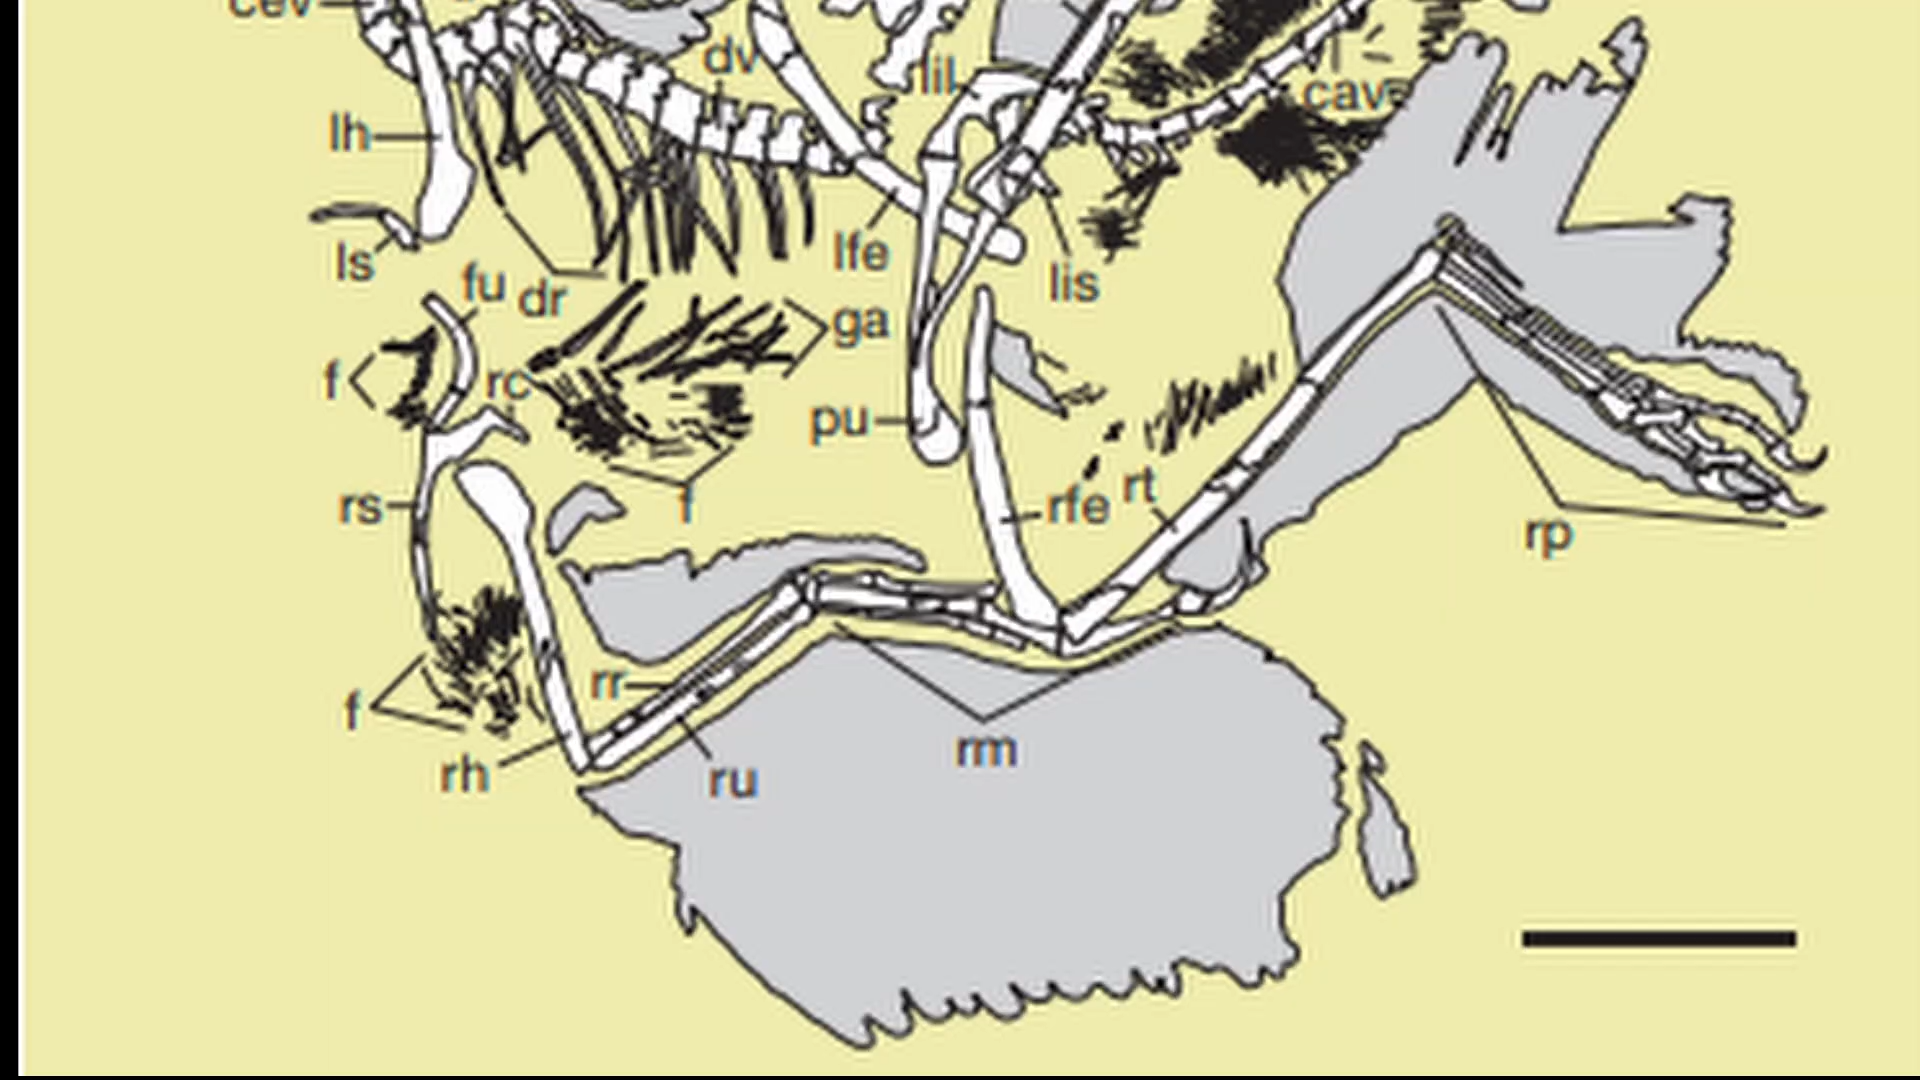 cev
dv
lil
cav
lh
ls
lfe
lis
fu
dr
ga
f
rc
pu
rs
f
rfe
rt
rp
rr
f
rm
rh
ru